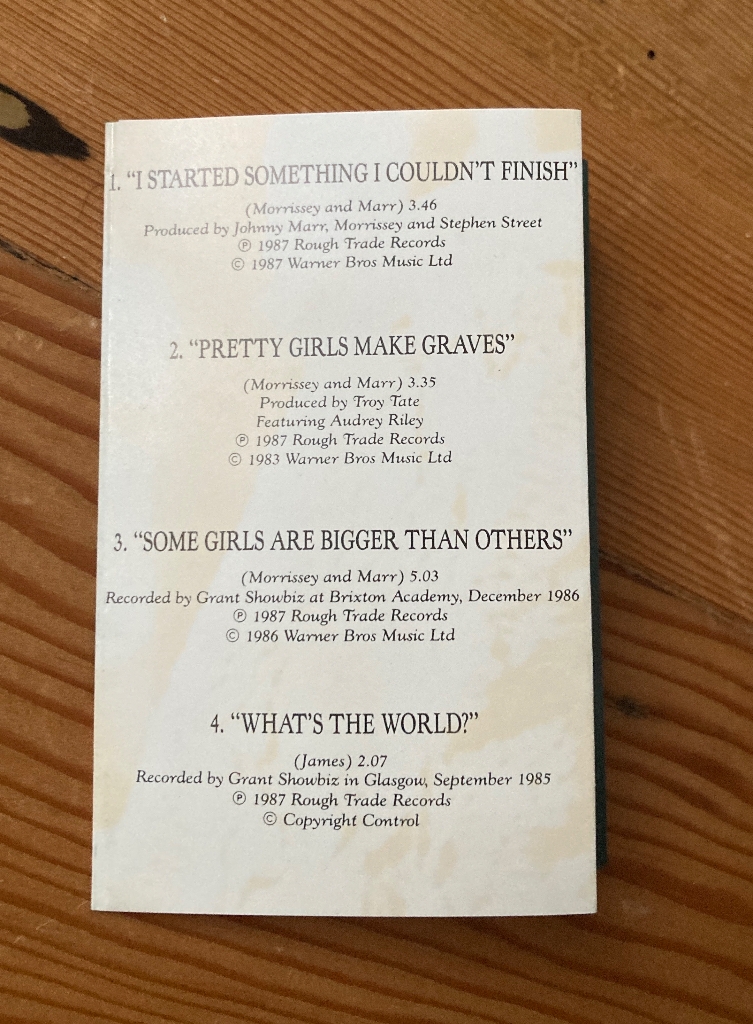 1. “I STARTED SOMETHING I COULDN’T FINISH”
(Morrissey and Marr) 3.46
Produced by Johnny Marr, Morrissey and Stephen Street
Ⓟ 1987 Rough Trade Records
© 1987 Warner Bros Music Ltd
2. “PRETTY GIRLS MAKE GRAVES”
(Morrissey and Marr) 3.35
Produced by Troy Tate
Featuring Audrey Riley
Ⓟ 1987 Rough Trade Records
© 1983 Warner Bros Music Ltd
3. “SOME GIRLS ARE BIGGER THAN OTHERS”
(Morrissey and Marr) 5.03
Recorded by Grant Showbiz at Brixton Academy, December 1986
Ⓟ 1987 Rough Trade Records
© 1986 Warner Bros Music Ltd
4. “WHAT’S THE WORLD?”
(James) 2.07
Recorded by Grant Showbiz in Glasgow, September 1985
Ⓟ 1987 Rough Trade Records
© Copyright Control